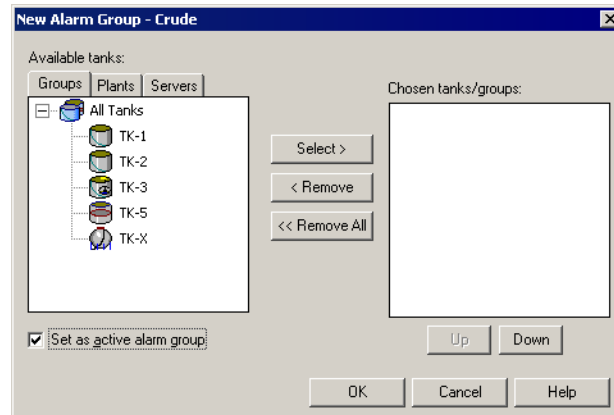 New Alarm Group - Crude
Available tanks:
Groups Plants Servers
All Tanks
TK-1
TK-2
TK-3
TK-5
TK-X
Set as active alarm group
Select >
< Remove
<< Remove All
Chosen tanks/groups:
Up Down
OK Cancel Help